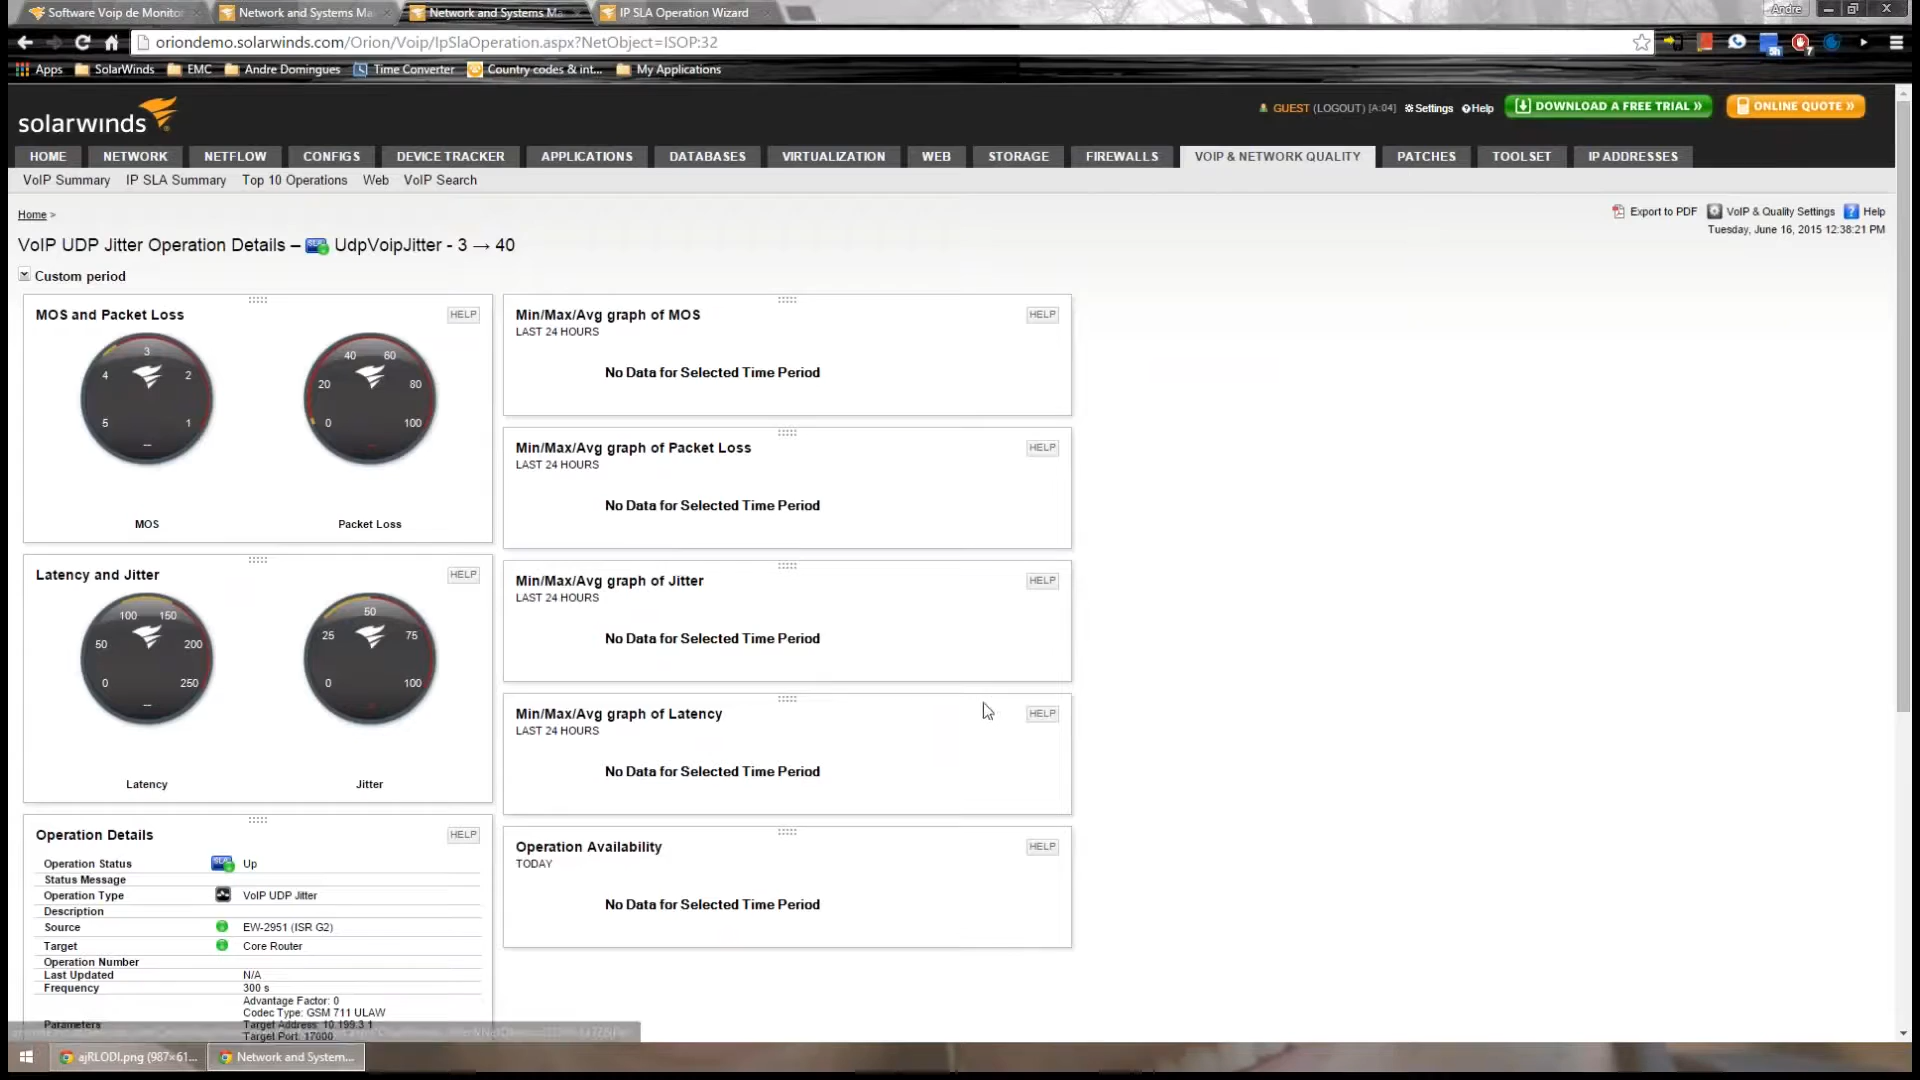 Software Voip de Monito
Network and Systems Ma
Network and Systems Ma
IP SLA Operation Wizard
Andre
oriondemo.solarwinds.com/Orion/Voip/IpSlaOperation.aspx?NetObject=ISOP:32
Apps SolarWinds EMC Andre Domingues Time Converter Country codes & int... My Applications
solarwinds
GUEST (LOGOUT) [A:04] Settings Help DOWNLOAD A FREE TRIAL » ONLINE QUOTE »
HOME NETWORK NETFLOW CONFIGS DEVICE TRACKER APPLICATIONS DATABASES VIRTUALIZATION WEB STORAGE FIREWALLS VOIP & NETWORK QUALITY PATCHES TOOLSET IP ADDRESSES
VoIP Summary IP SLA Summary Top 10 Operations Web VoIP Search
Home >
Export to PDF VoIP & Quality Settings Help
Tuesday, June 16, 2015 12:38:21 PM
VoIP UDP Jitter Operation Details – UdpVoipJitter - 3 → 40
Custom period
MOS and Packet Loss HELP
3
4 2
5 1
40 60
20 80
0 100
MOS Packet Loss
Latency and Jitter HELP
100 150
50 200
0 250
50
25 75
0 100
Latency Jitter
Operation Details HELP
Operation Status Up
Status Message
Operation Type VoIP UDP Jitter
Description
Source EW-2951 (ISR G2)
Target Core Router
Operation Number
Last Updated N/A
Frequency 300 s
Advantage Factor: 0
Codec Type: GSM 711 ULAW
Parameters Target Address: 10.199.3.1
Target Port: 17000
Min/Max/Avg graph of MOS HELP
LAST 24 HOURS
No Data for Selected Time Period
Min/Max/Avg graph of Packet Loss HELP
LAST 24 HOURS
No Data for Selected Time Period
Min/Max/Avg graph of Jitter HELP
LAST 24 HOURS
No Data for Selected Time Period
Min/Max/Avg graph of Latency HELP
LAST 24 HOURS
No Data for Selected Time Period
Operation Availability HELP
TODAY
No Data for Selected Time Period
ajRLODI.png (987×61...
Network and System...